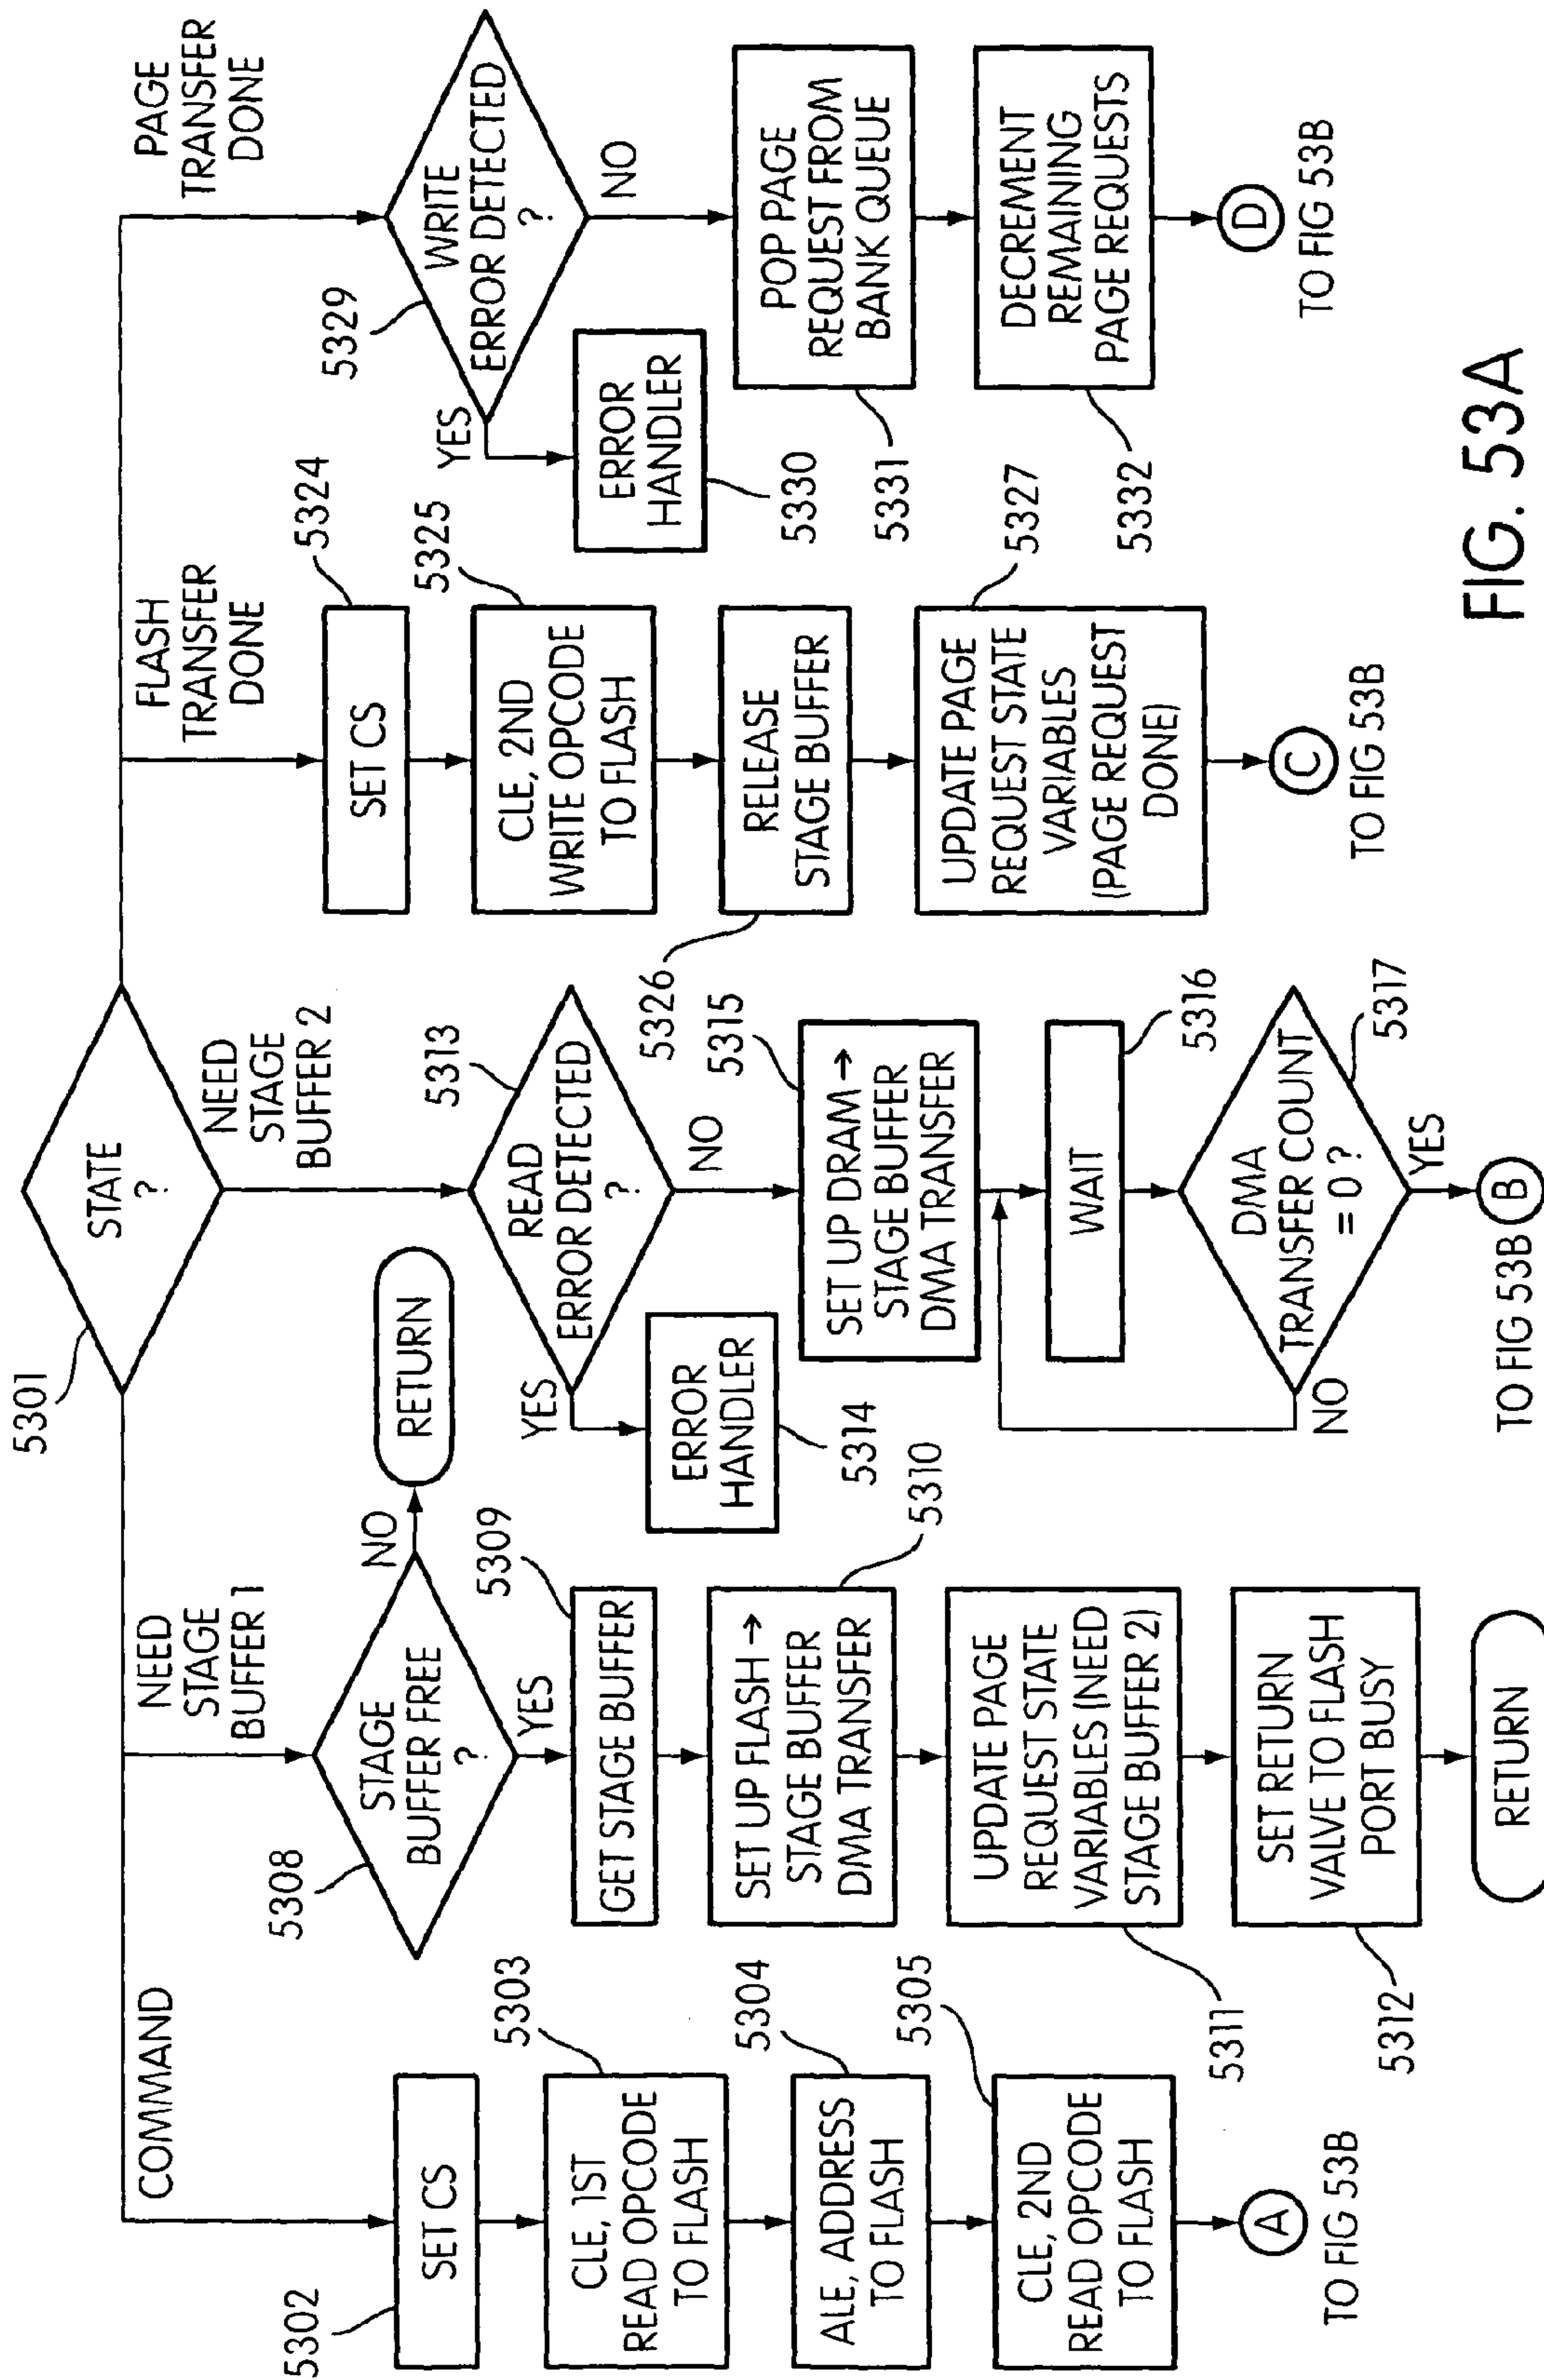 5301
STATE
?
COMMAND
5302
SET CS
5303
CLE, 1ST
READ OPCODE
TO FLASH
5304
ALE, ADDRESS
TO FLASH
5305
CLE, 2ND
READ OPCODE
TO FLASH
A
TO FIG 53B
NEED
STAGE
BUFFER 1
5308
STAGE
BUFFER FREE
?
NO
RETURN
YES
5309
GET STAGE BUFFER
5310
SET UP FLASH →
STAGE BUFFER
DMA TRANSFER
5311
UPDATE PAGE
REQUEST STATE
VARIABLES (NEED
STAGE BUFFER 2)
5312
SET RETURN
VALVE TO FLASH
PORT BUSY
RETURN
NEED
STAGE
BUFFER 2
5313
READ
ERROR DETECTED
?
YES
ERROR
HANDLER
5314
NO
5315
SET UP DRAM →
STAGE BUFFER
DMA TRANSFER
5316
WAIT
5317
DMA
TRANSFER COUNT
= 0 ?
NO
YES
TO FIG 53B
B
FLASH
TRANSFER
DONE
5324
SET CS
5325
CLE, 2ND
WRITE OPCODE
TO FLASH
5326
RELEASE
STAGE BUFFER
5327
UPDATE PAGE
REQUEST STATE
VARIABLES
(PAGE REQUEST
DONE)
C
TO FIG 53B
PAGE
TRANSFER
DONE
5329
WRITE
ERROR DETECTED
?
YES
ERROR
HANDLER
5330
NO
5331
POP PAGE
REQUEST FROM
BANK QUEUE
5332
DECREMENT
REMAINING
PAGE REQUESTS
D
TO FIG 53B
FIG. 53A